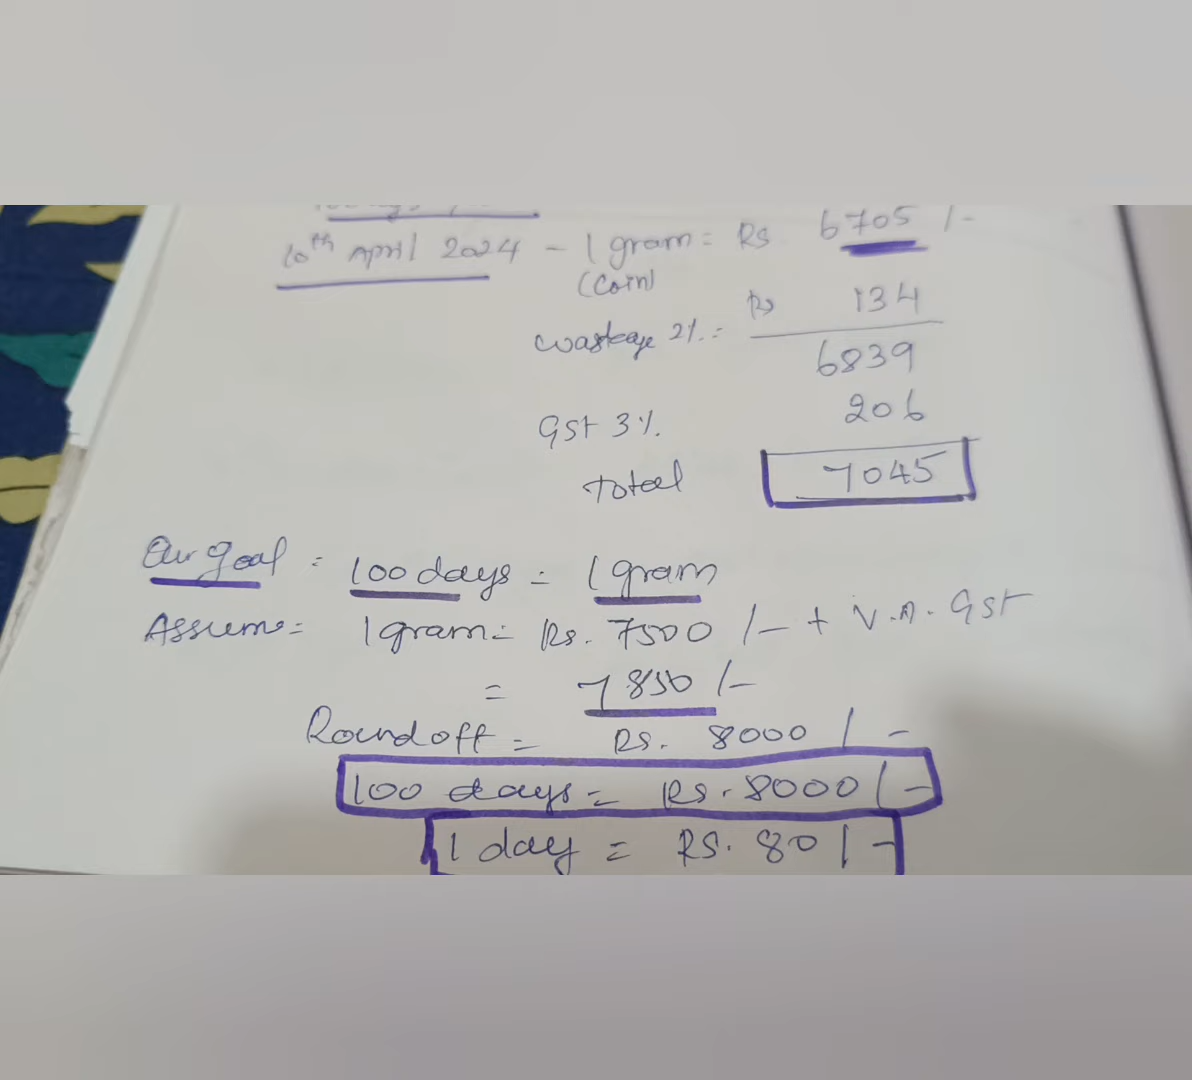 10th April 2024 - 1 gram = Rs 6705 /-
(Coin)
wastage 2% = Rs 134
6839
GST 3% 206
Total 7045
Our goal = 100 days = 1 gram
Assume = 1 gram = Rs. 7500 /- + V.A. GST
= 7850 /-
Roundoff = Rs. 8000 /-
100 days = Rs. 8000 /-
1 day = Rs. 80 /-